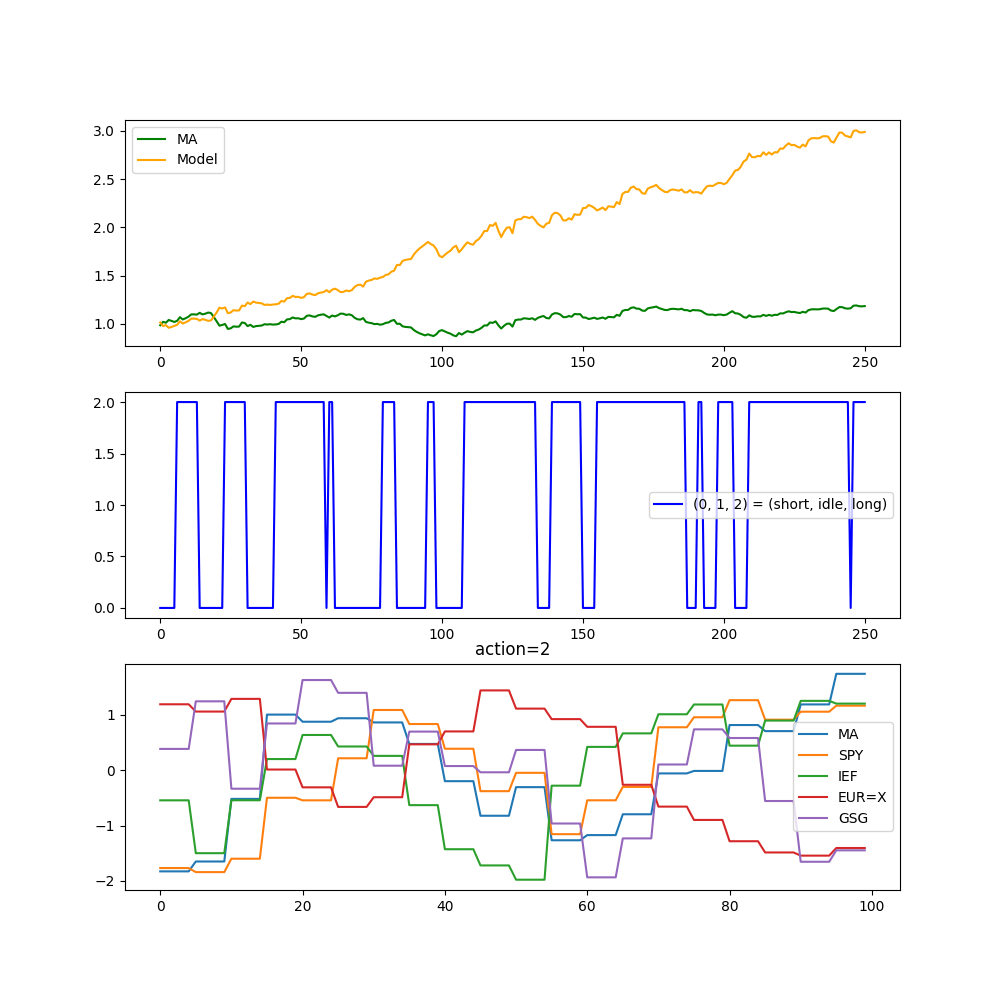 3.0
MA
Model
2.5
2.0
1.5
1.0
0 50 100 150 200 250
2.0
1.5
1.0
(0, 1, 2) = (short, idle, long)
0.5
0.0
0 50 100 150 200 250
action=2
1
MA
SPY
0
IEF
EUR=X
−1
GSG
−2
0 20 40 60 80 100